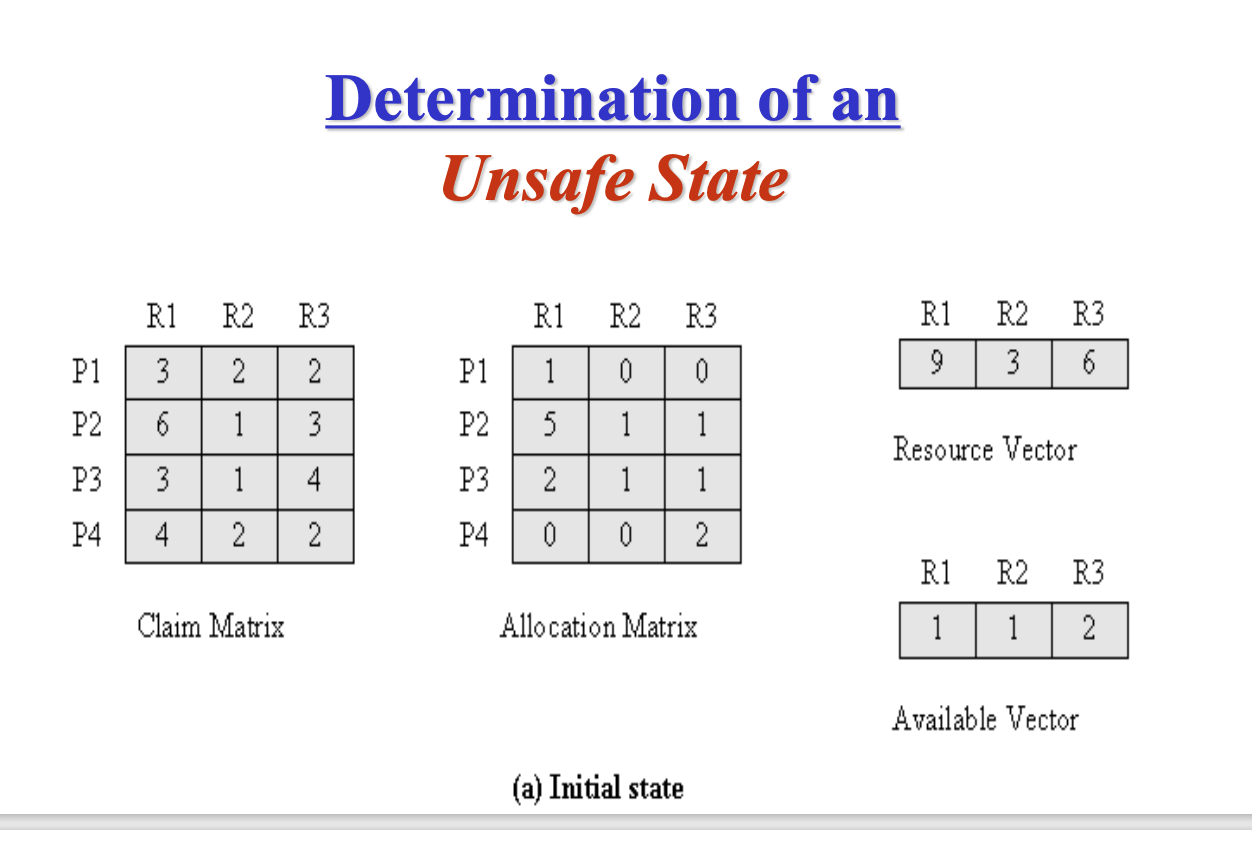 Determination of an
Unsafe State
R1 R2 R3
P1 3 2 2
P2 6 1 3
P3 3 1 4
P4 4 2 2
Claim Matrix
R1 R2 R3
P1 1 0 0
P2 5 1 1
P3 2 1 1
P4 0 0 2
Allocation Matrix
R1 R2 R3
9 3 6
Resource Vector
R1 R2 R3
1 1 2
Available Vector
(a) Initial state